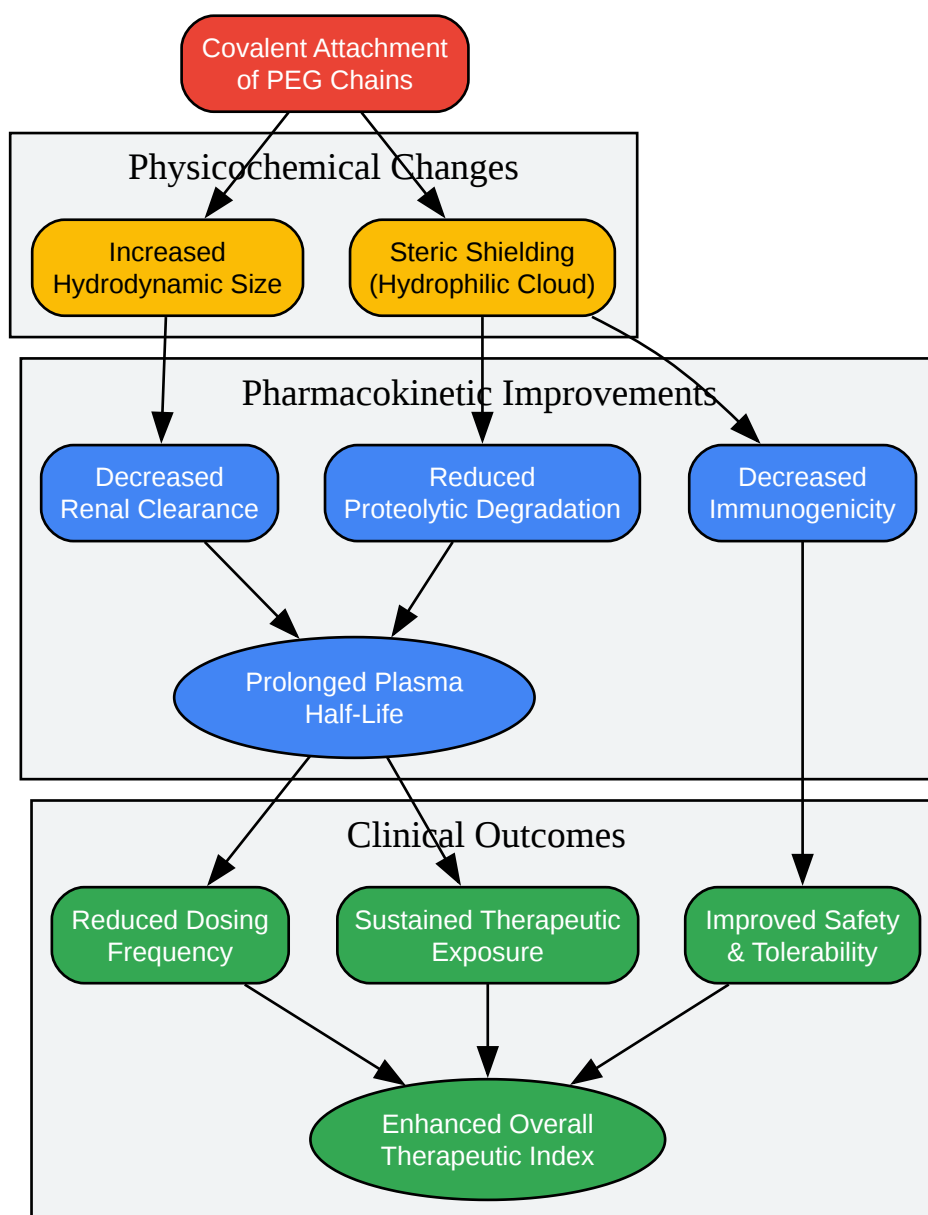 Covalent Attachment
of PEG Chains
Physicochemical Changes
Increased
Hydrodynamic Size
Steric Shielding
(Hydrophilic Cloud)
Pharmacokinetic Improvements
Decreased
Renal Clearance
Reduced
Proteolytic Degradation
Decreased
Immunogenicity
Prolonged Plasma
Half-Life
Clinical Outcomes
Reduced Dosing
Frequency
Sustained Therapeutic
Exposure
Improved Safety
& Tolerability
Enhanced Overall
Therapeutic Index